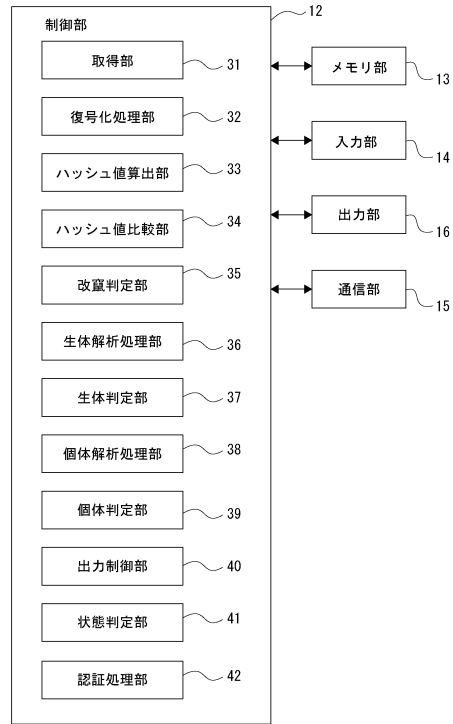 12
制御部
取得部
31
復号化処理部
32
ハッシュ値算出部
33
ハッシュ値比較部
34
改竄判定部
35
生体解析処理部
36
生体判定部
37
個体解析処理部
38
個体判定部
39
出力制御部
40
状態判定部
41
認証処理部
42
メモリ部
13
入力部
14
出力部
16
通信部
15